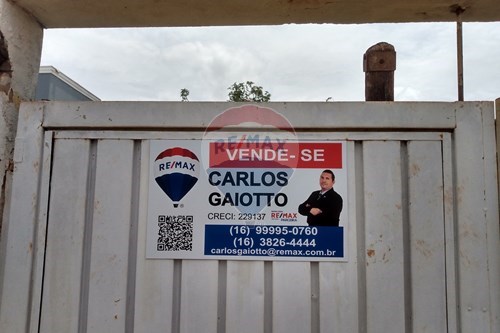 RE/MAX
RE/MAX
VENDE-SE
CARLOS
GAIOTTO
CRECI: 229137
RE/MAX
(16) 99995-0760
(16) 3826-4444
carlosgaiotto@remax.com.br